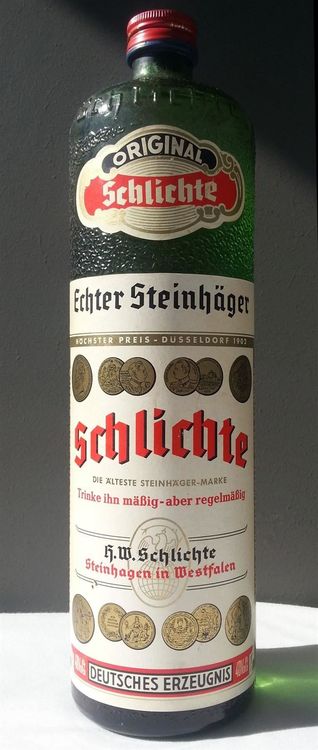 ORIGINAL
Schlichte
Echter Steinhäger
HÖCHSTER PREIS - DÜSSELDORF 1902
Schlichte
DIE ÄLTESTE STEINHÄGER-MARKE
Trinke ihn mäßig-aber regelmäßig
H.W. Schlichte
Steinhagen in Westfalen
DEUTSCHES ERZEUGNIS